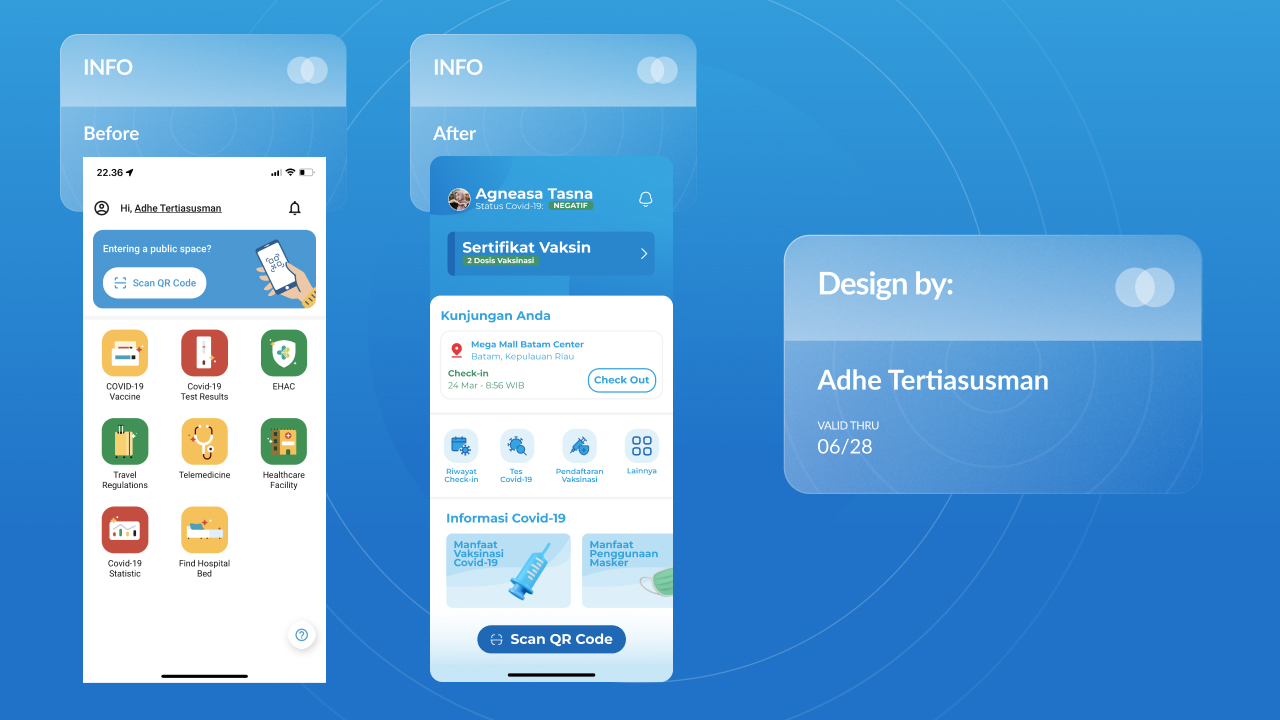 INFO
Before
22.36
Hi, Adhe Tertiasusman
Entering a public space?
Scan QR Code
COVID-19
Vaccine
Covid-19
Test Results
EHAC
Travel
Regulations
Telemedicine
Healthcare
Facility
Covid-19
Statistic
Find Hospital
Bed
INFO
After
Agneasa Tasna
Status Covid-19: NEGATIF
Sertifikat Vaksin
2 Dosis Vaksinasi
Kunjungan Anda
Mega Mall Batam Center
Batam, Kepulauan Riau
Check-in
24 Mar - 8:56 WIB
Check Out
Riwayat
Check-in
Tes
Covid-19
Pendaftaran
Vaksinasi
Lainnya
Informasi Covid-19
Manfaat
Vaksinasi
Covid-19
Manfaat
Penggunaan
Masker
Scan QR Code
Design by:
Adhe Tertiasusman
VALID THRU
06/28